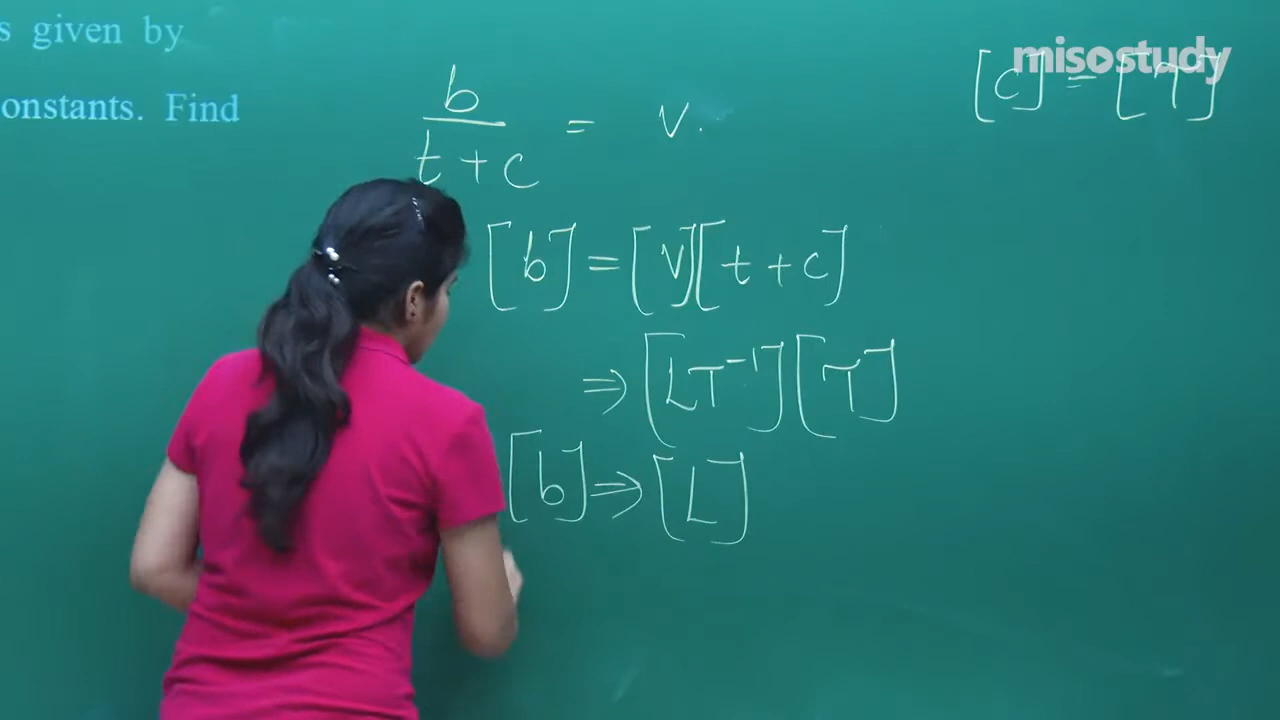 s given by
onstants. Find
misostudy
[c] = [T]
b
t + c
= v.
[b] = [v][t + c]
⇒ [LT⁻¹][T]
[b] ⇒ [L]